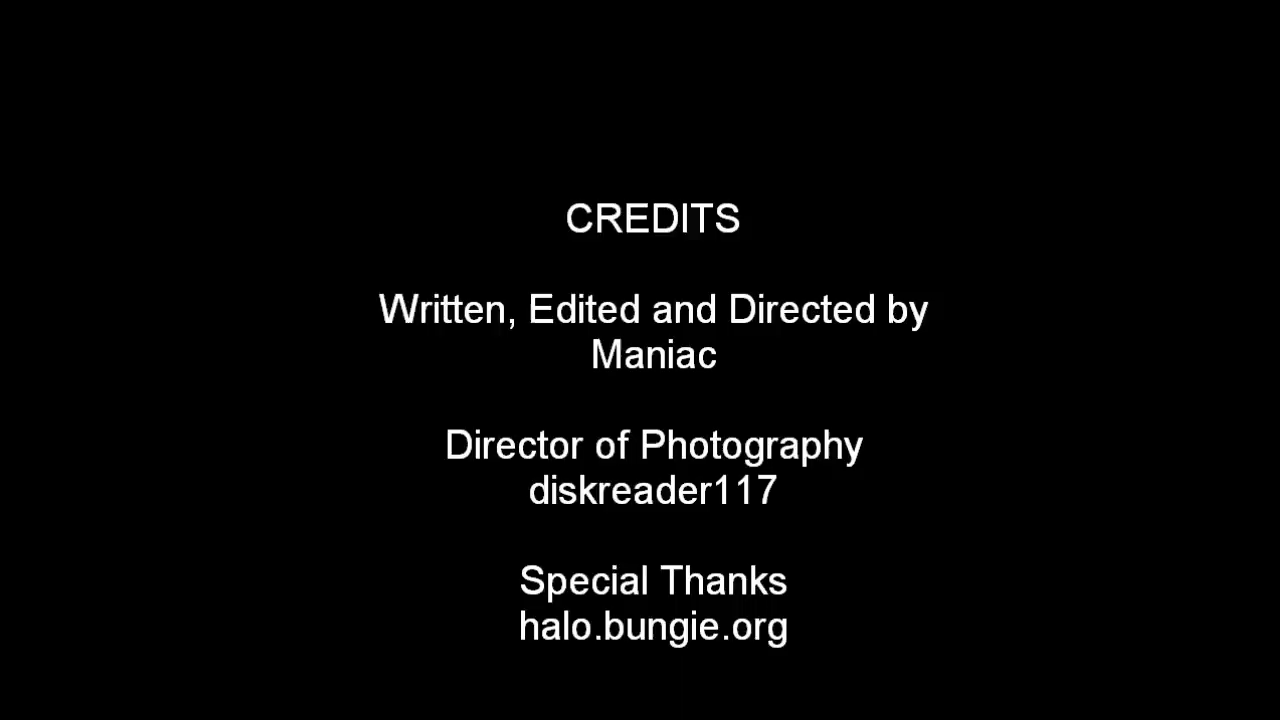 CREDITS
Written, Edited and Directed by
Maniac
Director of Photography
diskreader117
Special Thanks
halo.bungie.org